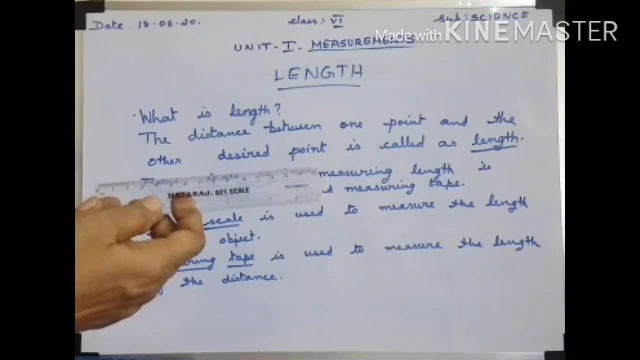 Date 18.06.20. Class: VI Sub: SCIENCE
Made with KINEMASTER
UNIT-I. MEASUREMENTS
LENGTH
What is length?
The distance between one point and the
other desired point is called as length.
measuring length is
NATARAJ 621 SCALE
measuring tape.
scale is used to measure the length
object.
tape is used to measure the length
the distance.